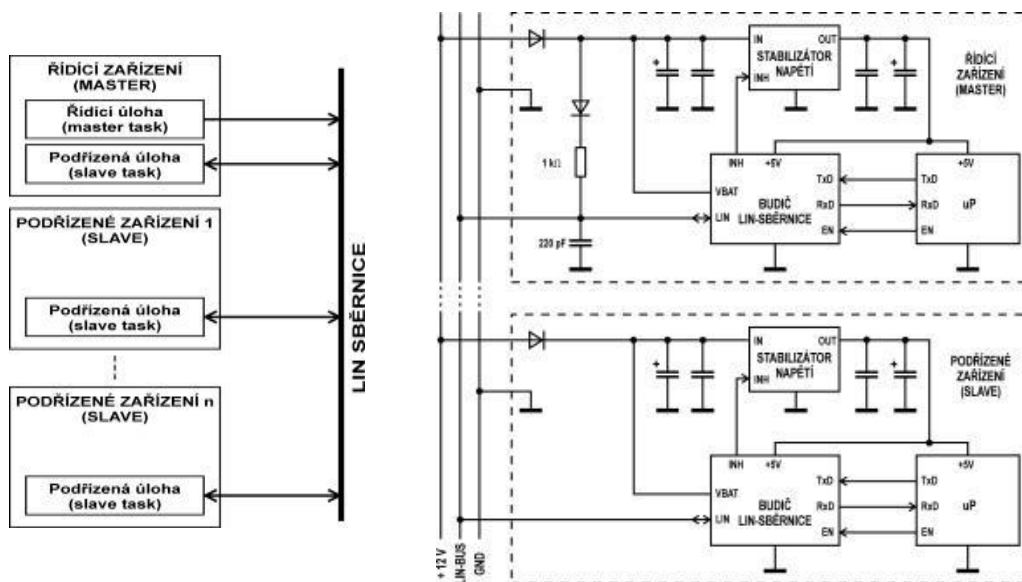 ŘÍDÍCÍ ZAŘÍZENÍ
(MASTER)
Řídící úloha
(master task)
Podřízená úloha
(slave task)
PODŘÍZENÉ ZAŘÍZENÍ 1
(SLAVE)
Podřízená úloha
(slave task)
PODŘÍZENÉ ZAŘÍZENÍ n
(SLAVE)
Podřízená úloha
(slave task)
LIN SBĚRNICE
+ 12 V
LIN-BUS
GND
IN
OUT
STABILIZÁTOR
NAPĚTÍ
INH
ŘÍDÍCÍ
ZAŘÍZENÍ
(MASTER)
+
+
1 kΩ
220 pF
INH
+5V
VBAT
LIN
BUDIČ
LIN-SBĚRNICE
TxD
RxD
EN
+5V
TxD
RxD
EN
uP
IN
OUT
STABILIZÁTOR
NAPĚTÍ
INH
PODŘÍZENÉ
ZAŘÍZENÍ
(SLAVE)
+
+
INH
+5V
VBAT
LIN
BUDIČ
LIN-SBĚRNICE
TxD
RxD
EN
+5V
TxD
RxD
EN
uP